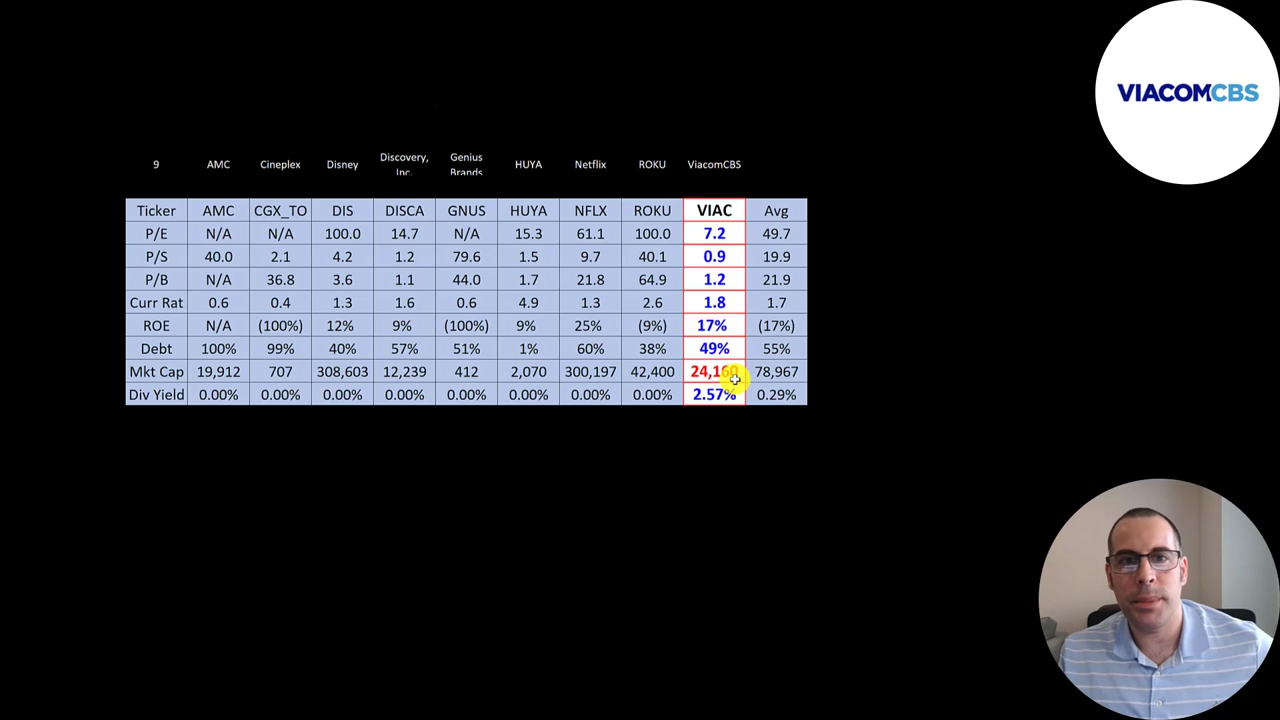 VIACOMCBS
9 AMC Cineplex Disney Discovery, Inc. Genius Brands HUYA Netflix ROKU ViacomCBS
Ticker AMC CGX_TO DIS DISCA GNUS HUYA NFLX ROKU VIAC Avg
P/E N/A N/A 100.0 14.7 N/A 15.3 61.1 100.0 7.2 49.7
P/S 40.0 2.1 4.2 1.2 79.6 1.5 9.7 40.1 0.9 19.9
P/B N/A 36.8 3.6 1.1 44.0 1.7 21.8 64.9 1.2 21.9
Curr Rat 0.6 0.4 1.3 1.6 0.6 4.9 1.3 2.6 1.8 1.7
ROE N/A (100%) 12% 9% (100%) 9% 25% (9%) 17% (17%)
Debt 100% 99% 40% 57% 51% 1% 60% 38% 49% 55%
Mkt Cap 19,912 707 308,603 12,239 412 2,070 300,197 42,400 24,160 78,967
Div Yield 0.00% 0.00% 0.00% 0.00% 0.00% 0.00% 0.00% 0.00% 2.57% 0.29%